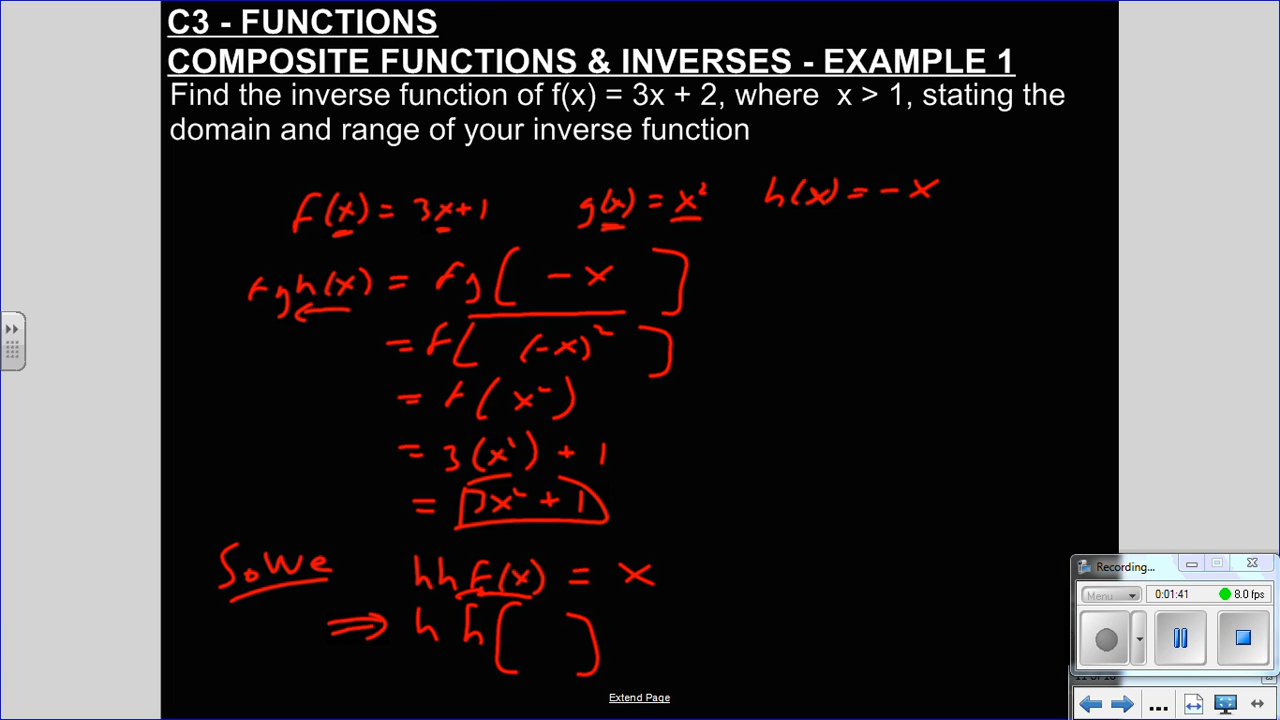 C3 - FUNCTIONS
COMPOSITE FUNCTIONS & INVERSES - EXAMPLE 1
Find the inverse function of f(x) = 3x + 2, where x > 1, stating the
domain and range of your inverse function
f(x) = 3x+1 g(x) = x² h(x) = -x
fgh(x) = fg[ -x ]
= f[ (-x)² ]
= f(x²)
= 3(x²) + 1
= 3x² + 1
Solve hhf(x) = x
⇒ hh[ ]
Extend Page
Recording...
Menu 0:01:41 8.0 fps